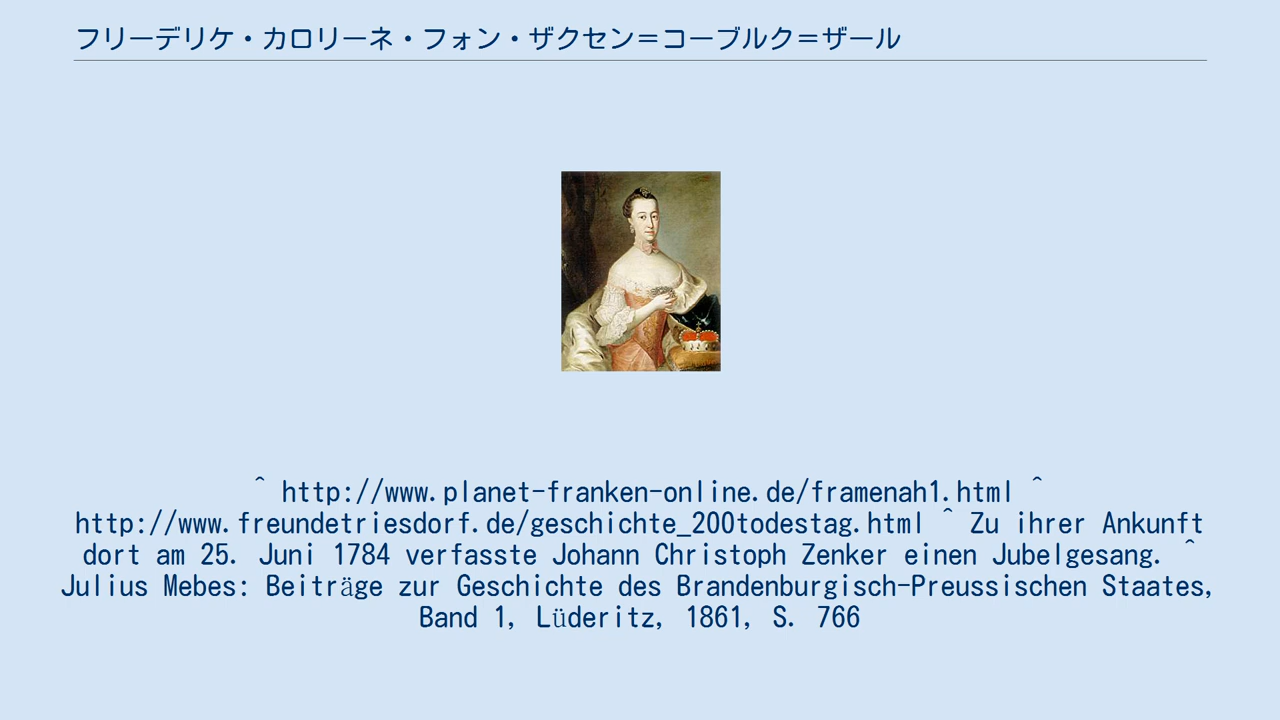 フリーデリケ・カロリーネ・フォン・ザクセン＝コーブルク＝ザール
^ http://www.planet-franken-online.de/framenah1.html ^
http://www.freundetriesdorf.de/geschichte_200todestag.html ^ Zu ihrer Ankunft
dort am 25. Juni 1784 verfasste Johann Christoph Zenker einen Jubelgesang. ^
Julius Mebes: Beiträge zur Geschichte des Brandenburgisch-Preussischen Staates,
Band 1, Lüderitz, 1861, S. 766